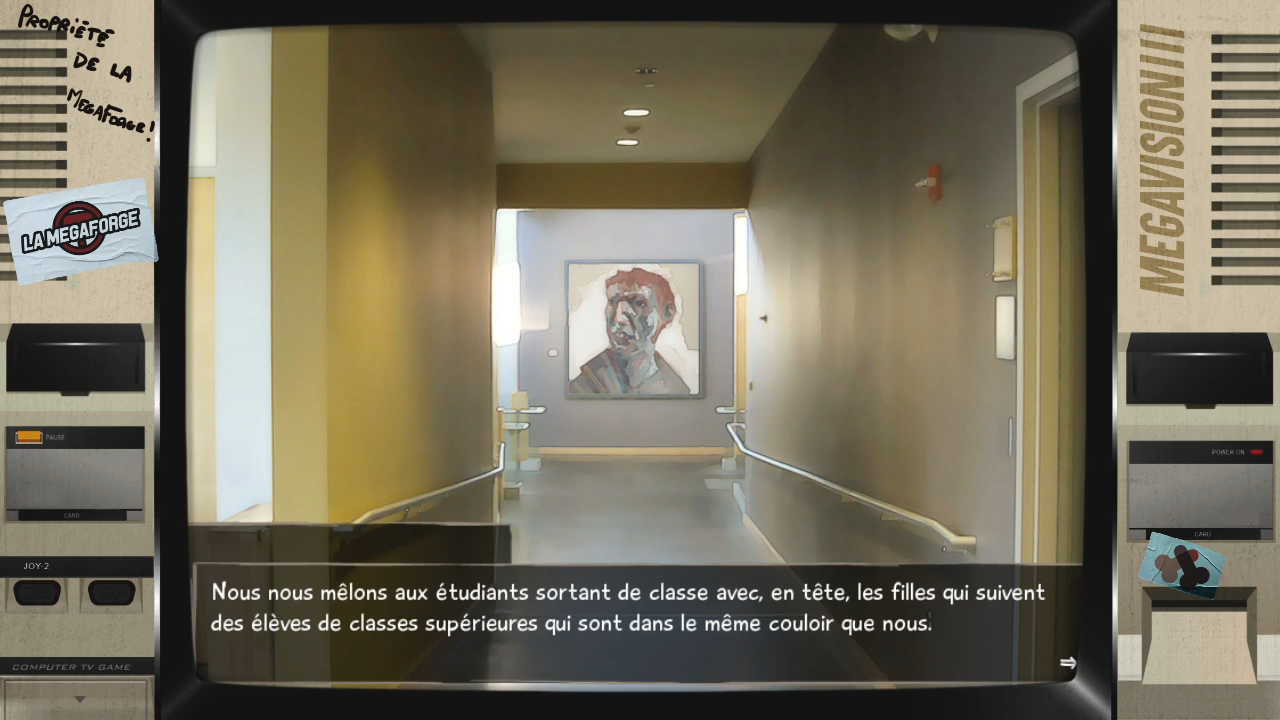 PROPRIÉTÉ
DE LA
MEGAFORGE!
LA MEGAFORGE
PAUSE
CARD
JOY-2
COMPUTER TV GAME
Nous nous mêlons aux étudiants sortant de classe avec, en tête, les filles qui suivent
des élèves de classes supérieures qui sont dans le même couloir que nous.
MEGAVISION III
POWER ON
CARD